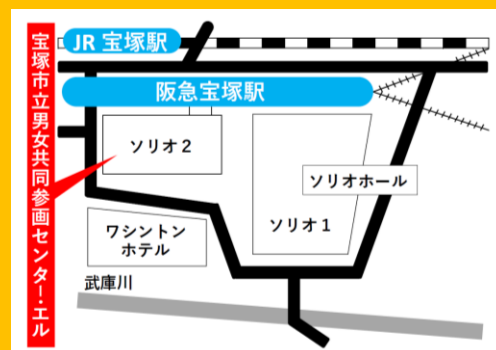 宝塚市立男女共同参画センター・エル
JR 宝塚駅
阪急宝塚駅
ソリオ2
ソリオホール
ソリオ1
ワシントン
ホテル
武庫川